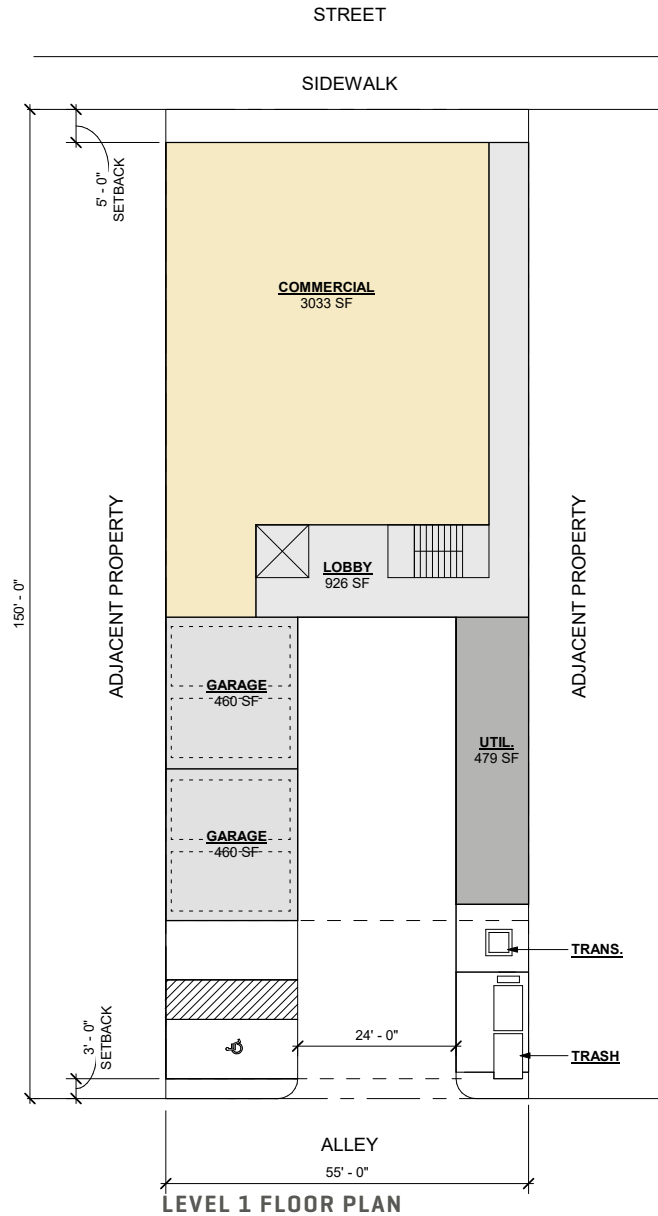 STREET
SIDEWALK
5' - 0"
SETBACK
COMMERCIAL
3033 SF
ADJACENT PROPERTY
150' - 0"
LOBBY
926 SF
ADJACENT PROPERTY
GARAGE
460 SF
UTIL.
479 SF
GARAGE
460 SF
TRANS.
3' - 0"
SETBACK
24' - 0"
TRASH
ALLEY
55' - 0"
LEVEL 1 FLOOR PLAN